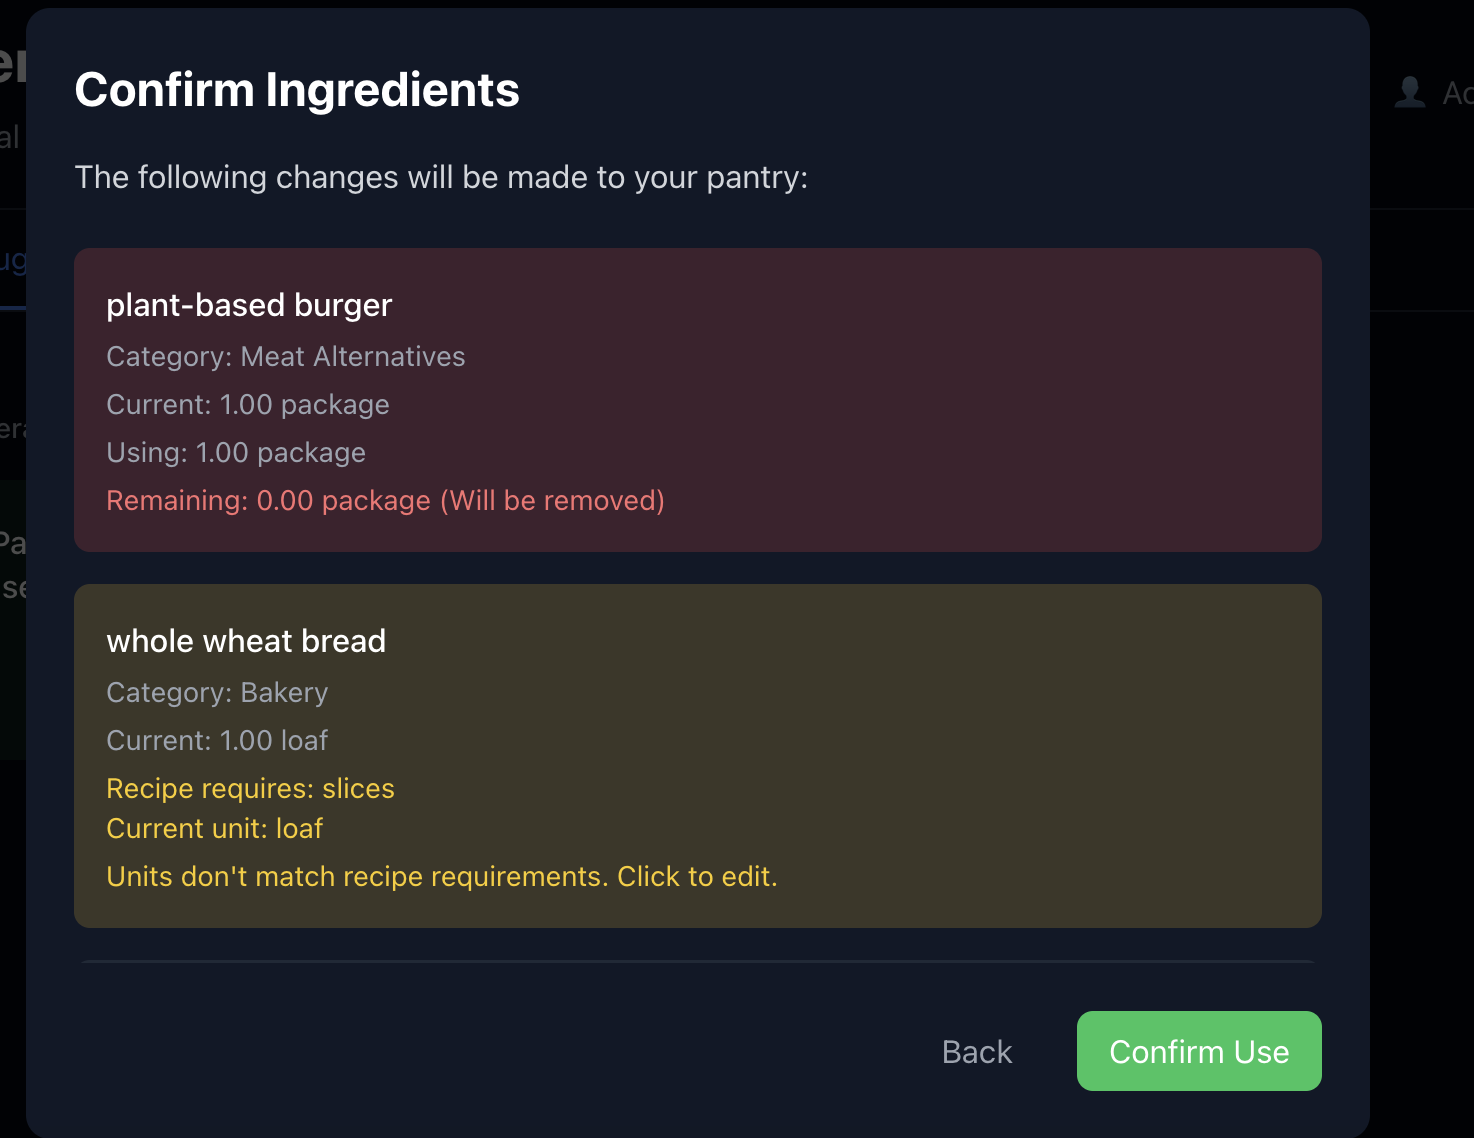 Confirm Ingredients
The following changes will be made to your pantry:
plant-based burger
Category: Meat Alternatives
Current: 1.00 package
Using: 1.00 package
Remaining: 0.00 package (Will be removed)
whole wheat bread
Category: Bakery
Current: 1.00 loaf
Recipe requires: slices
Current unit: loaf
Units don't match recipe requirements. Click to edit.
Back
Confirm Use